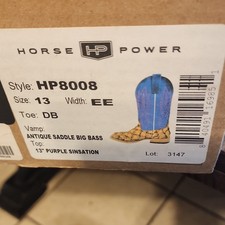 HORSE HP POWER
Style: HP8008
Size: 13 Width: EE
Toe: DB
Vamp:
ANTIQUE SADDLE BIG BASS
Top:
13" PURPLE SINSATION
Lot: 3147